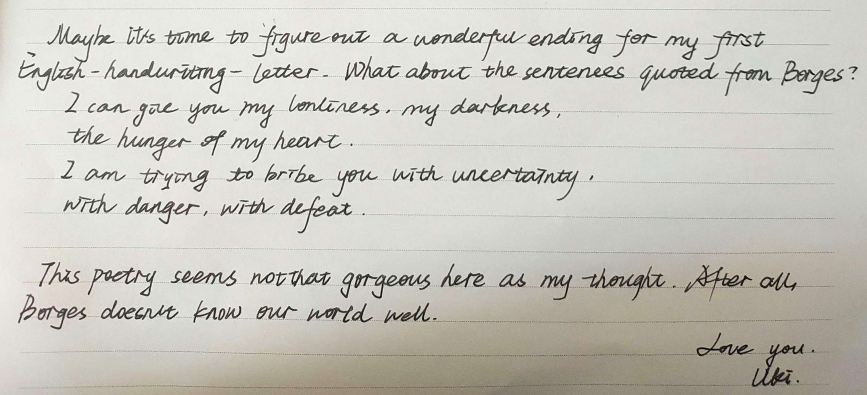 Maybe it's time to figure out a wonderful ending for my first
English-handwriting-letter. What about the sentences quoted from Borges?
I can give you my lonliness, my darkness,
the hunger of my heart.
I am trying to bribe you with uncertainty,
with danger, with defeat.
This poetry seems not that gorgeous here as my thought. After all,
Borges doesn't know our world well.
Love you.
Uki.